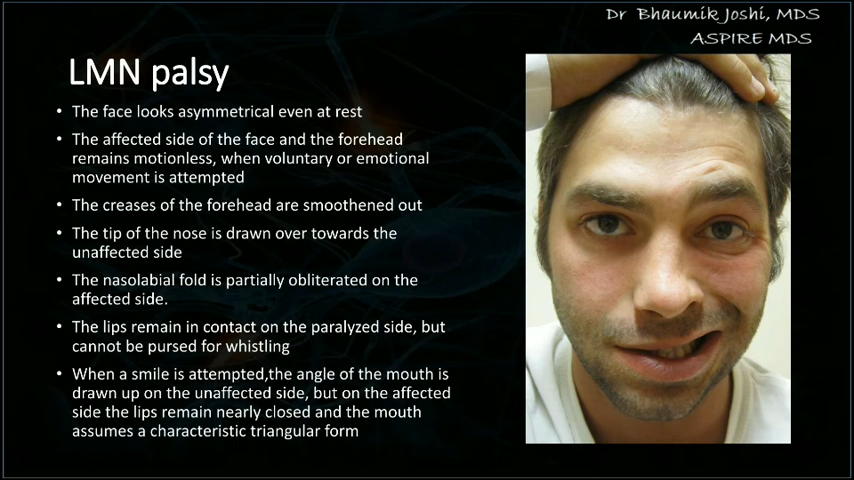 Dr Bhaumik Joshi, MDS
ASPIRE MDS
LMN palsy
• The face looks asymmetrical even at rest
• The affected side of the face and the forehead
remains motionless, when voluntary or emotional
movement is attempted
• The creases of the forehead are smoothened out
• The tip of the nose is drawn over towards the
unaffected side
• The nasolabial fold is partially obliterated on the
affected side.
• The lips remain in contact on the paralyzed side, but
cannot be pursed for whistling
• When a smile is attempted,the angle of the mouth is
drawn up on the unaffected side, but on the affected
side the lips remain nearly closed and the mouth
assumes a characteristic triangular form